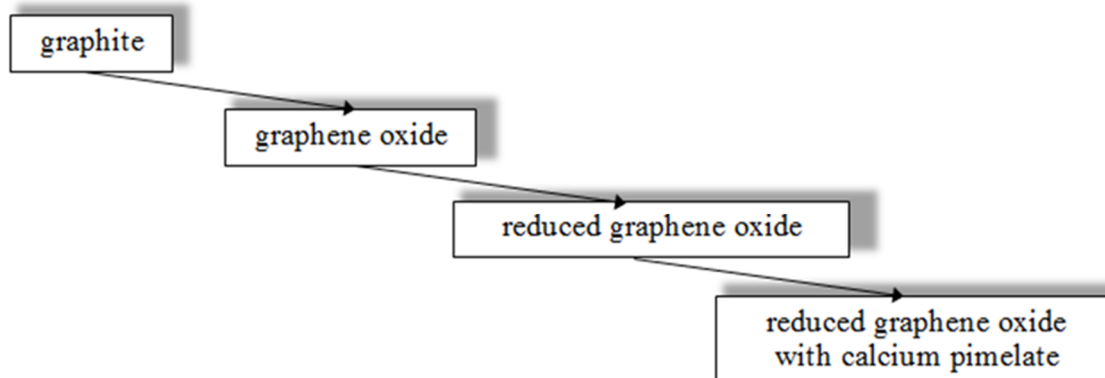 graphite
graphene oxide
reduced graphene oxide
reduced graphene oxide
with calcium pimelate